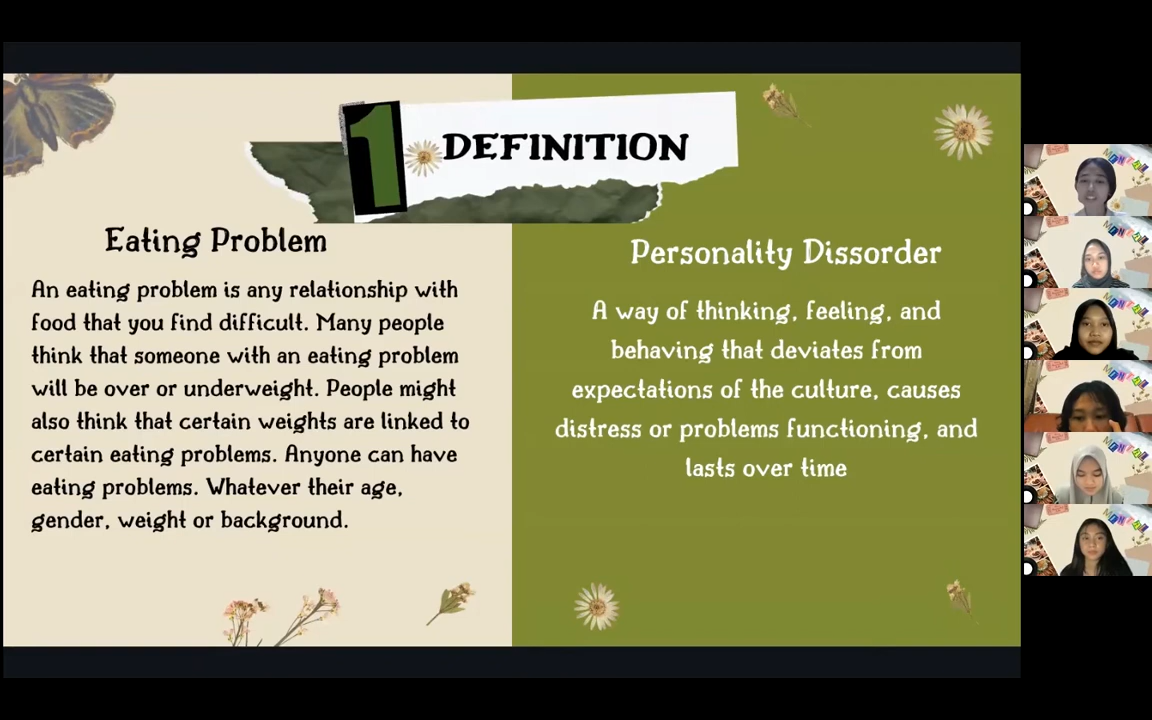 1
DEFINITION
Eating Problem
An eating problem is any relationship with
food that you find difficult. Many people
think that someone with an eating problem
will be over or underweight. People might
also think that certain weights are linked to
certain eating problems. Anyone can have
eating problems. Whatever their age,
gender, weight or background.
Personality Dissorder
A way of thinking, feeling, and
behaving that deviates from
expectations of the culture, causes
distress or problems functioning, and
lasts over time